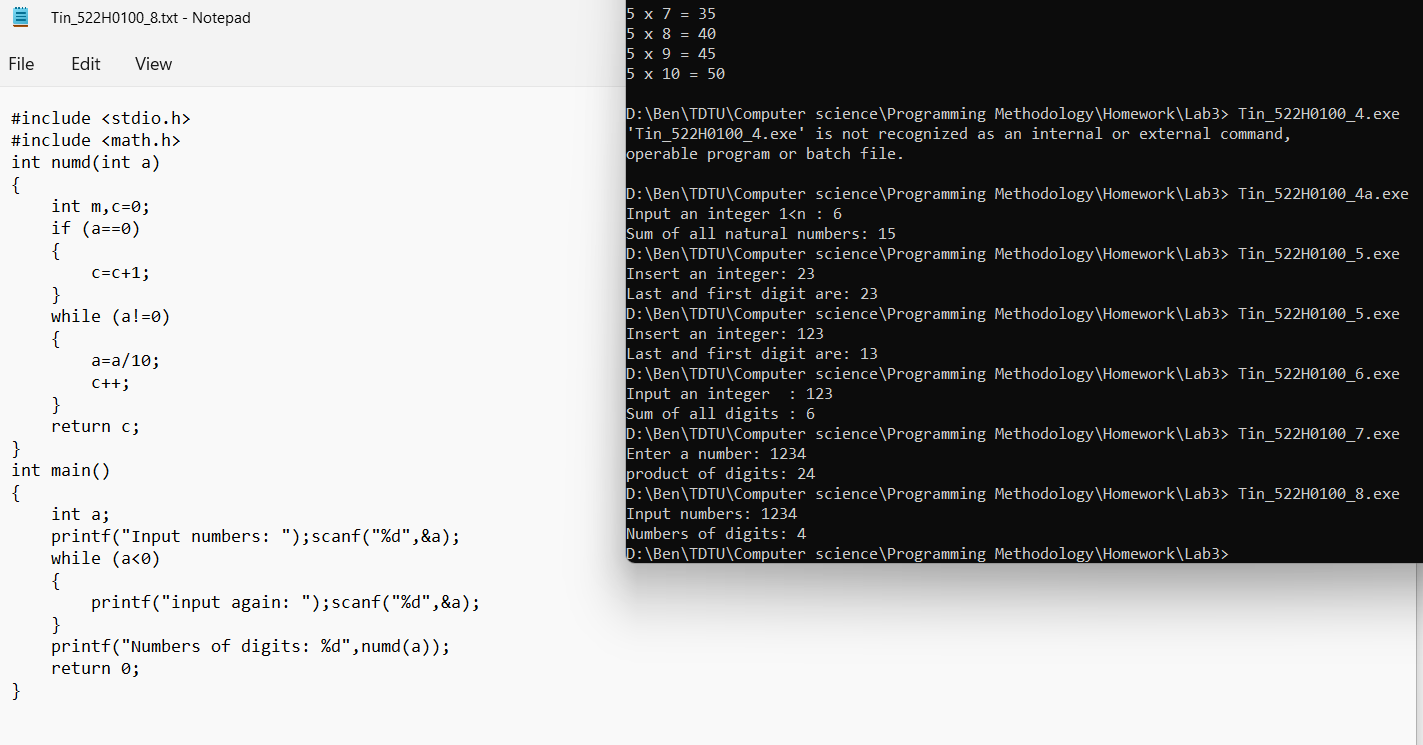 Tin_522H0100_8.txt - Notepad
File Edit View
#include <stdio.h>
#include <math.h>
int numd(int a)
{
    int m,c=0;
    if (a==0)
    {
        c=c+1;
    }
    while (a!=0)
    {
        a=a/10;
        c++;
    }
    return c;
}
int main()
{
    int a;
    printf("Input numbers: ");scanf("%d",&a);
    while (a<0)
    {
        printf("input again: ");scanf("%d",&a);
    }
    printf("Numbers of digits: %d",numd(a));
    return 0;
}
5 x 7 = 35
5 x 8 = 40
5 x 9 = 45
5 x 10 = 50
D:\Ben\TDTU\Computer science\Programming Methodology\Homework\Lab3> Tin_522H0100_4.exe
'Tin_522H0100_4.exe' is not recognized as an internal or external command,
operable program or batch file.
D:\Ben\TDTU\Computer science\Programming Methodology\Homework\Lab3> Tin_522H0100_4a.exe
Input an integer 1<n : 6
Sum of all natural numbers: 15
D:\Ben\TDTU\Computer science\Programming Methodology\Homework\Lab3> Tin_522H0100_5.exe
Insert an integer: 23
Last and first digit are: 23
D:\Ben\TDTU\Computer science\Programming Methodology\Homework\Lab3> Tin_522H0100_5.exe
Insert an integer: 123
Last and first digit are: 13
D:\Ben\TDTU\Computer science\Programming Methodology\Homework\Lab3> Tin_522H0100_6.exe
Input an integer  : 123
Sum of all digits : 6
D:\Ben\TDTU\Computer science\Programming Methodology\Homework\Lab3> Tin_522H0100_7.exe
Enter a number: 1234
product of digits: 24
D:\Ben\TDTU\Computer science\Programming Methodology\Homework\Lab3> Tin_522H0100_8.exe
Input numbers: 1234
Numbers of digits: 4
D:\Ben\TDTU\Computer science\Programming Methodology\Homework\Lab3>